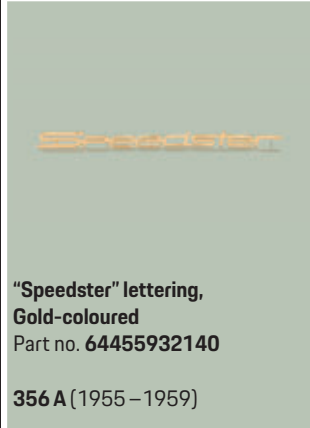 Speedster
“Speedster” lettering,
Gold-coloured
Part no. 64455932140
356 A (1955–1959)